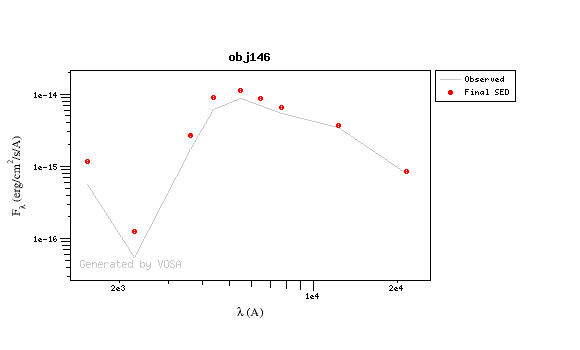 obj146
Observed
Final SED
1e-14
1e-15
1e-16
Fλ (erg/cm²/s/A)
Generated by VOSA
2e3
1e4
2e4
λ (A)